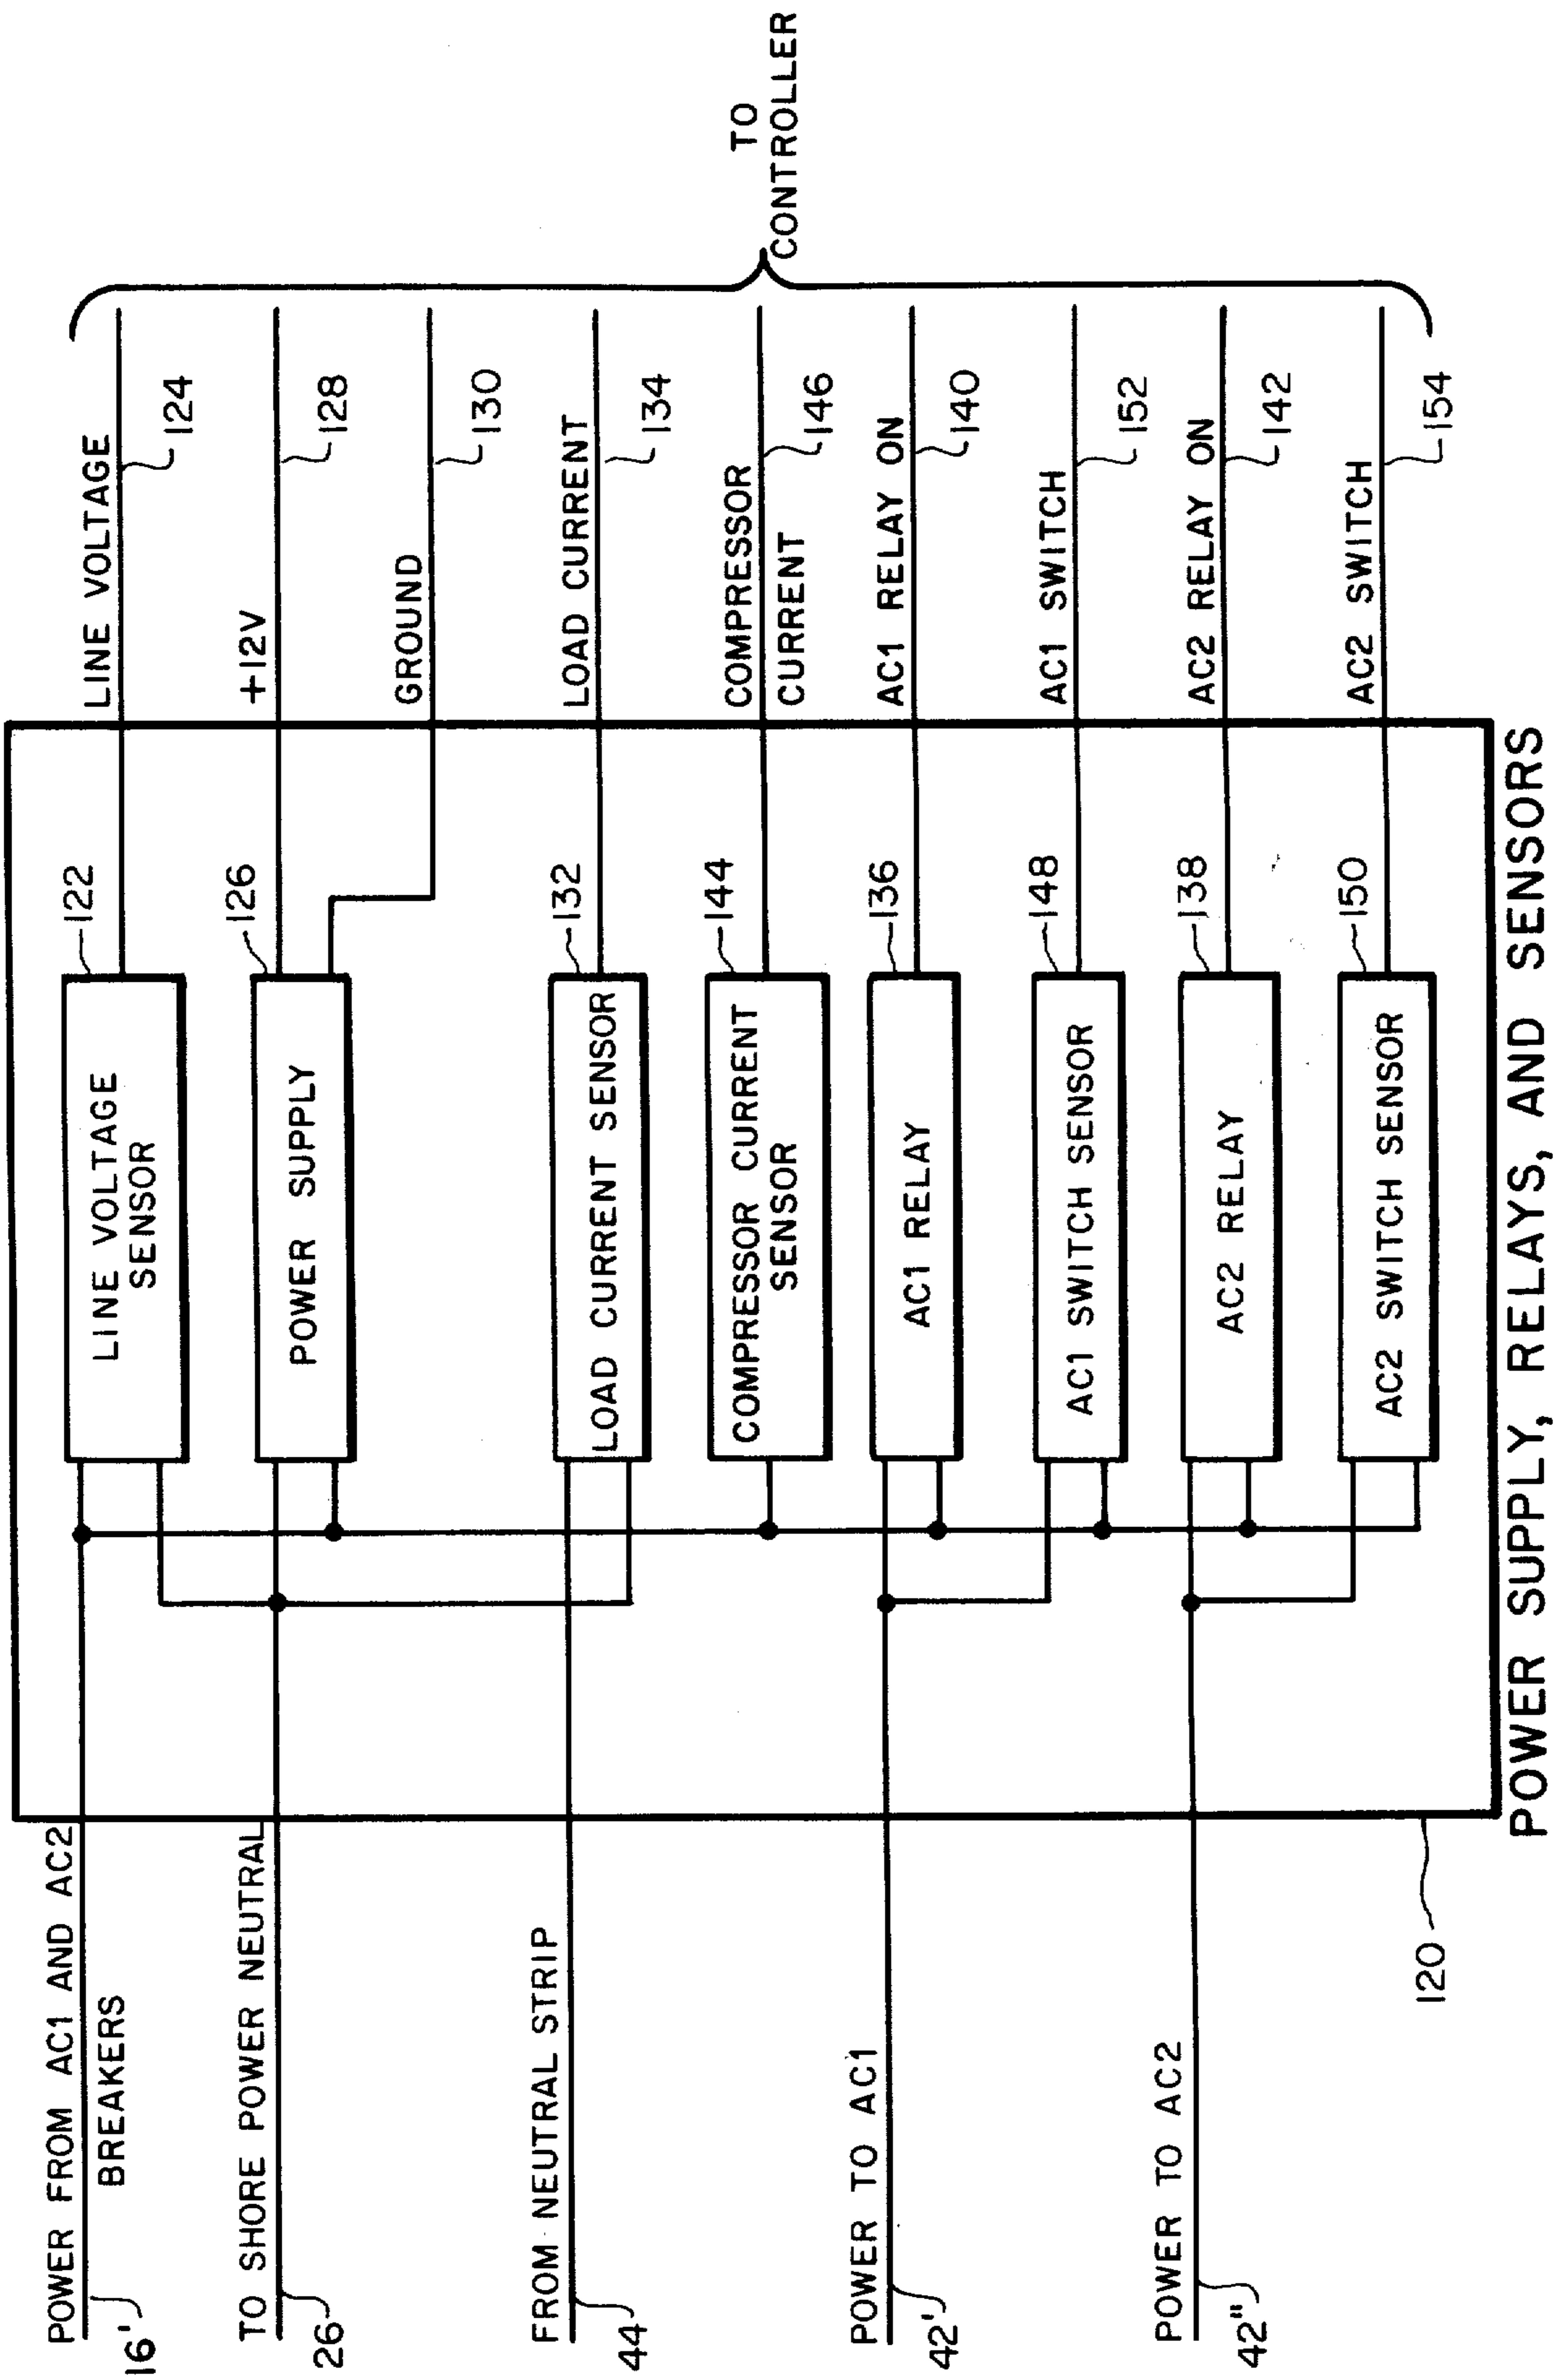 POWER FROM AC1 AND AC2
BREAKERS
16'
TO SHORE POWER NEUTRAL
26
FROM NEUTRAL STRIP
44
POWER TO AC1
42'
POWER TO AC2
42"
120
LINE VOLTAGE
SENSOR
122
POWER SUPPLY
126
LOAD CURRENT SENSOR
132
COMPRESSOR CURRENT
SENSOR
144
AC1 RELAY
136
AC1 SWITCH SENSOR
148
AC2 RELAY
138
AC2 SWITCH SENSOR
150
LINE VOLTAGE
124
+12V
128
GROUND
130
LOAD CURRENT
134
COMPRESSOR
CURRENT
146
AC1 RELAY ON
140
AC1 SWITCH
152
AC2 RELAY ON
142
AC2 SWITCH
154
TO
CONTROLLER
POWER SUPPLY, RELAYS, AND SENSORS